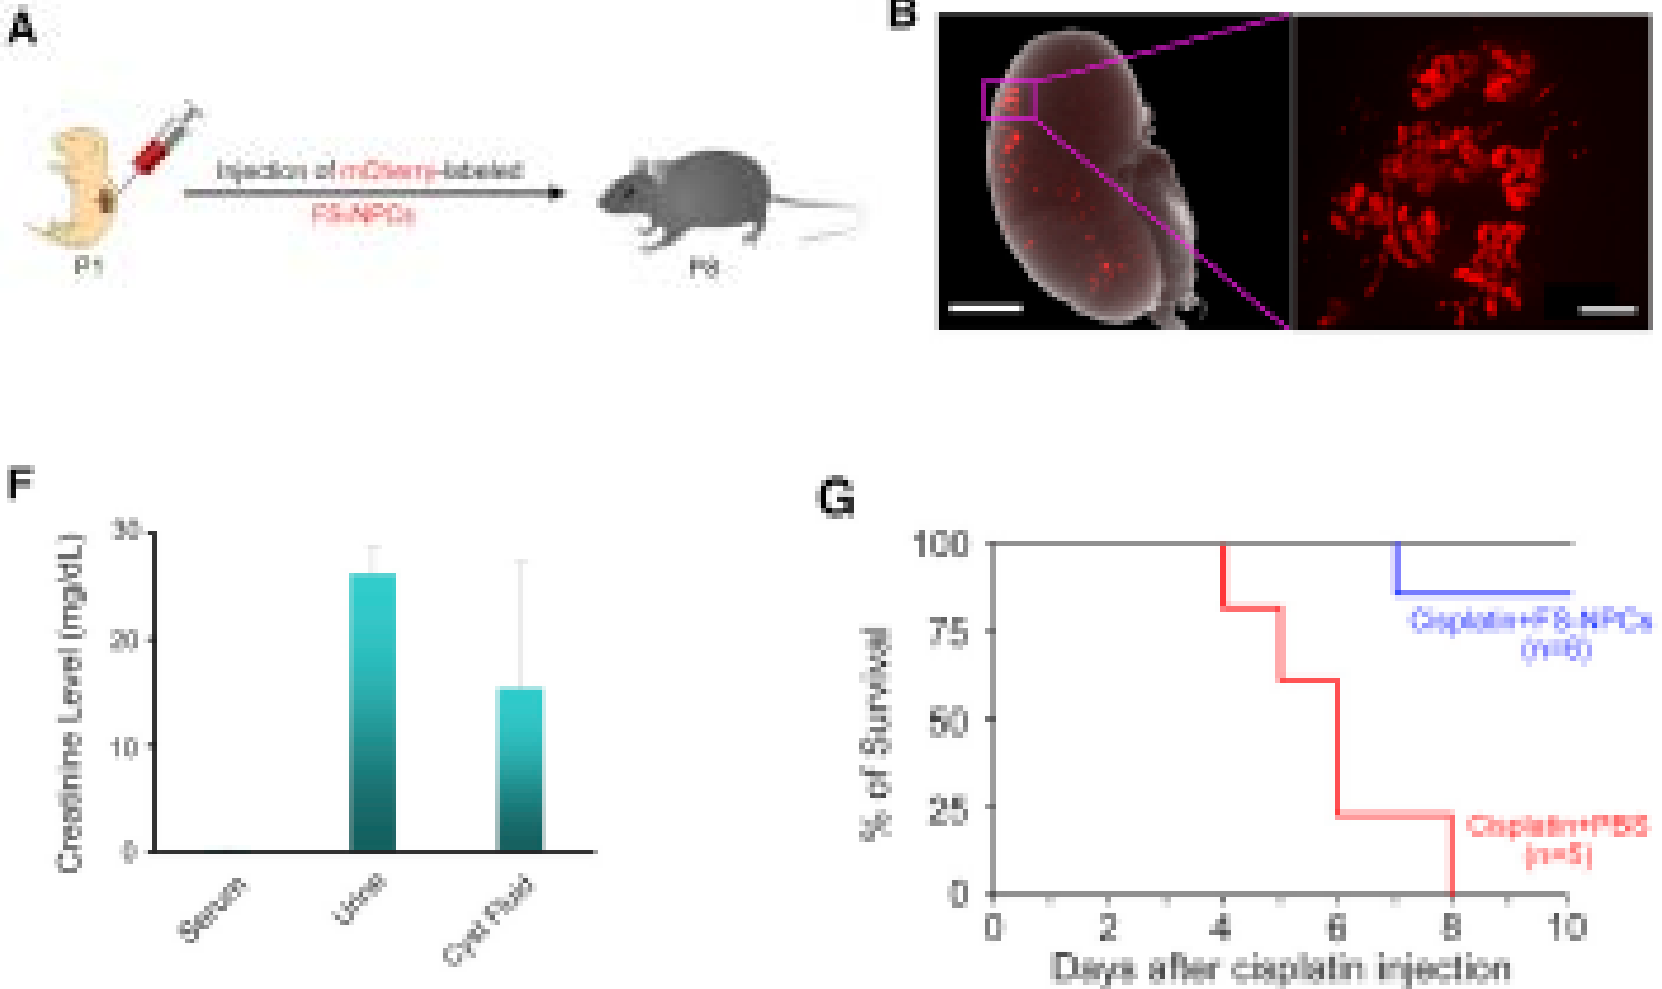 A
Injection of mCherry-labeled
FS-NPCs
P1
P8
B
F
Creatinine Level (mg/dL)
30
20
10
0
Serum
Urine
Cyst Fluid
G
% of Survival
100
75
50
25
0
Cisplatin+FS-NPCs
(n=6)
Cisplatin+PBS
(n=5)
0 2 4 6 8 10
Days after cisplatin injection